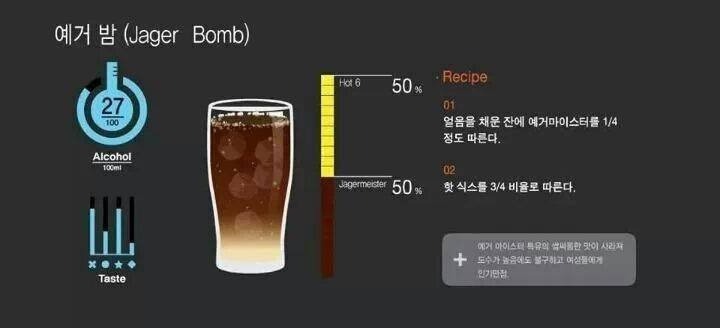 예거 밤 (Jager Bomb)
27
100
Alcohol
100ml
Taste
Hot 6
50 %
Jagermeister
50 %
· Recipe
01
얼음을 채운 잔에 예거마이스터를 1/4
정도 따른다.
02
핫 식스를 3/4 비율로 따른다.
+
예거 마이스터 특유의 쌉싸름한 맛이 사라져
도수가 높음에도 불구하고 여성들에게
인기만점.